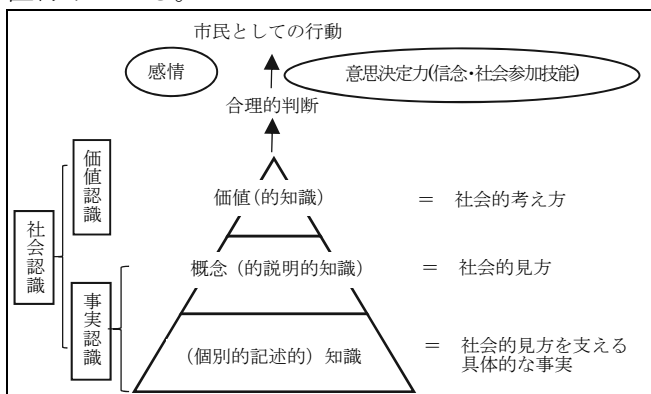 市民としての行動
感情
意思決定力(信念・社会参加技能)
合理的判断
価値認識
価値(的知識) = 社会的考え方
社会認識
概念(的説明的知識) = 社会的見方
事実認識
(個別的記述的)知識 = 社会的見方を支える
具体的な事実